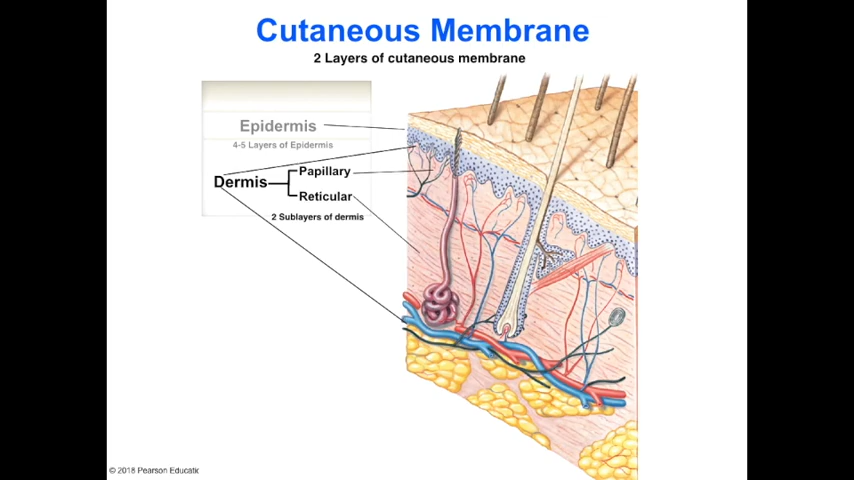 Cutaneous Membrane
2 Layers of cutaneous membrane
Epidermis
4-5 Layers of Epidermis
Dermis
Papillary
Reticular
2 Sublayers of dermis
© 2018 Pearson Educatic